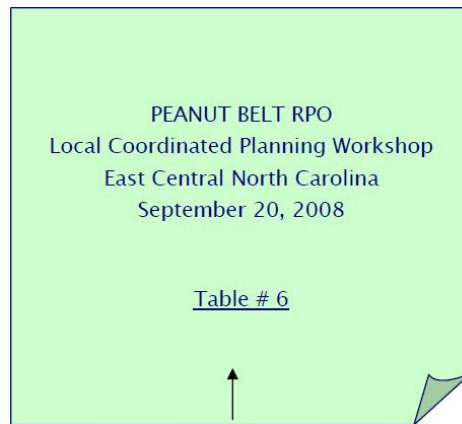 PEANUT BELT RPO
Local Coordinated Planning Workshop
East Central North Carolina
September 20, 2008
Table # 6